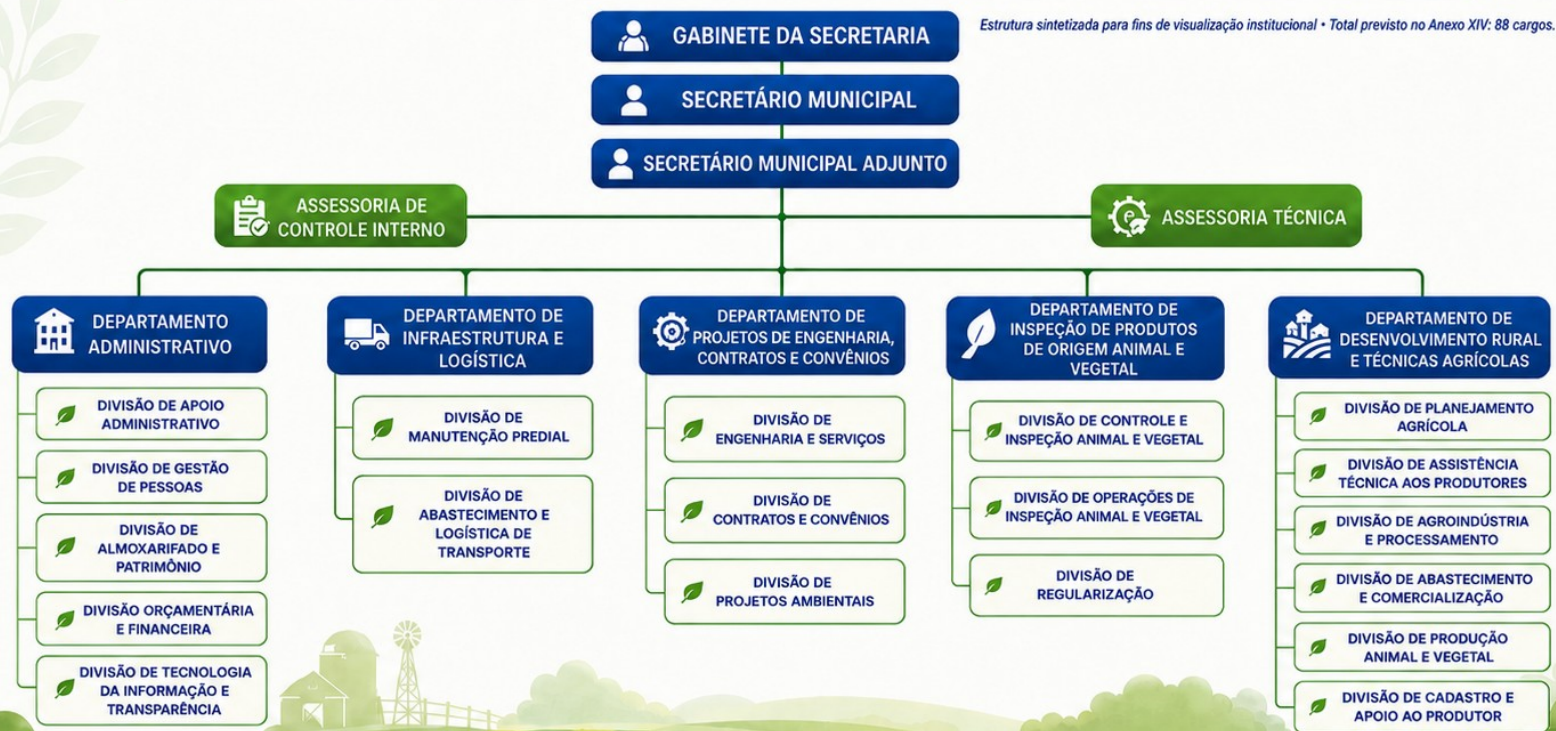 GABINETE DA SECRETARIA
Estrutura sintetizada para fins de visualização institucional • Total previsto no Anexo XIV: 88 cargos.
SECRETÁRIO MUNICIPAL
SECRETÁRIO MUNICIPAL ADJUNTO
ASSESSORIA DE
CONTROLE INTERNO
ASSESSORIA TÉCNICA
DEPARTAMENTO
ADMINISTRATIVO
DIVISÃO DE APOIO
ADMINISTRATIVO
DIVISÃO DE GESTÃO
DE PESSOAS
DIVISÃO DE
ALMOXARIFADO E
PATRIMÔNIO
DIVISÃO ORÇAMENTÁRIA
E FINANCEIRA
DIVISÃO DE TECNOLOGIA
DA INFORMAÇÃO E
TRANSPARÊNCIA
DEPARTAMENTO DE
INFRAESTRUTURA E
LOGÍSTICA
DIVISÃO DE
MANUTENÇÃO PREDIAL
DIVISÃO DE
ABASTECIMENTO E
LOGÍSTICA DE
TRANSPORTE
DEPARTAMENTO DE
PROJETOS DE ENGENHARIA,
CONTRATOS E CONVÊNIOS
DIVISÃO DE
ENGENHARIA E SERVIÇOS
DIVISÃO DE
CONTRATOS E CONVÊNIOS
DIVISÃO DE
PROJETOS AMBIENTAIS
DEPARTAMENTO DE
INSPEÇÃO DE PRODUTOS
DE ORIGEM ANIMAL E
VEGETAL
DIVISÃO DE CONTROLE E
INSPEÇÃO ANIMAL E VEGETAL
DIVISÃO DE OPERAÇÕES DE
INSPEÇÃO ANIMAL E VEGETAL
DIVISÃO DE
REGULARIZAÇÃO
DEPARTAMENTO DE
DESENVOLVIMENTO RURAL
E TÉCNICAS AGRÍCOLAS
DIVISÃO DE PLANEJAMENTO
AGRÍCOLA
DIVISÃO DE ASSISTÊNCIA
TÉCNICA AOS PRODUTORES
DIVISÃO DE AGROINDÚSTRIA
E PROCESSAMENTO
DIVISÃO DE ABASTECIMENTO
E COMERCIALIZAÇÃO
DIVISÃO DE PRODUÇÃO
ANIMAL E VEGETAL
DIVISÃO DE CADASTRO E
APOIO AO PRODUTOR